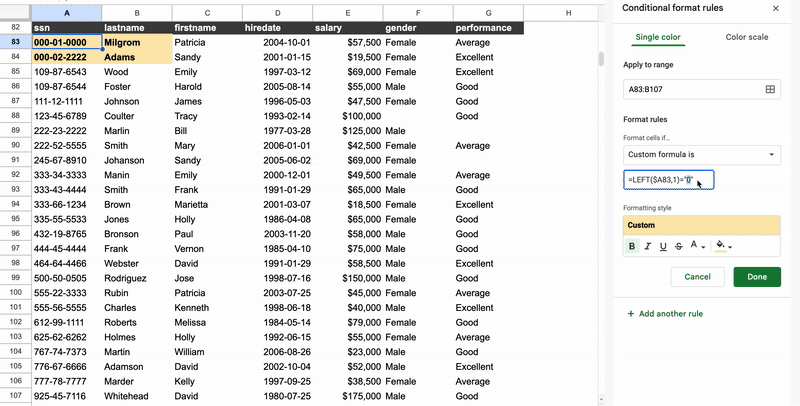 Conditional format rules
A B C D E F G H
Single color Color scale
82 ssn lastname firstname hiredate salary gender performance
83 000-01-0000 Milgrom Patricia 2004-10-01 $57,500 Female Average
84 000-02-2222 Adams Sandy 2001-01-15 $19,500 Female Excellent
85 109-87-6543 Wood Emily 1997-03-12 $69,000 Female Excellent
86 109-87-6544 Foster Harold 2005-08-14 $55,000 Male Good
87 111-12-1111 Johnson James 1996-05-03 $47,500 Female Good
88 123-45-6789 Coulter Tracy 1993-02-14 $100,000 Good
89 222-23-2222 Marlin Bill 1977-03-28 $125,000 Male
90 222-52-5555 Smith Mary 2006-01-01 $42,500 Female Average
91 245-67-8910 Johanson Sandy 2005-06-02 $69,000 Female
92 333-34-3333 Manin Emily 2000-12-01 $49,500 Female Average
93 333-43-4444 Smith Frank 1991-01-29 $65,000 Male Good
94 333-66-1234 Brown Marietta 2001-03-07 $18,500 Female Excellent
95 335-55-5533 Jones Holly 1986-04-08 $65,000 Female Good
96 432-19-8765 Bronson Paul 2003-11-20 $58,000 Male Good
97 444-45-4444 Frank Vernon 1985-04-10 $75,000 Male Good
98 464-64-4466 Webster David 1991-01-29 $58,500 Male Excellent
99 500-50-0505 Rodriguez Jose 1998-07-16 $150,000 Male Good
100 555-22-3333 Rubin Patricia 2003-07-25 $45,000 Female Average
101 555-56-5555 Charles Kenneth 1998-06-18 $40,000 Male Excellent
102 612-99-1111 Roberts Melissa 1984-05-14 $79,000 Female Good
103 625-62-6262 Holmes Holly 1992-06-15 $55,000 Female Average
104 767-74-7373 Martin William 2006-08-26 $23,000 Male Good
105 776-67-6666 Adamson David 2002-10-04 $52,000 Male Excellent
106 777-78-7777 Marder Kelly 1997-09-25 $38,500 Female Average
107 925-45-7116 Whitehead David 1980-07-25 $175,000 Male Good
Apply to range
A83:B107
Format rules
Format cells if…
Custom formula is
=LEFT($A83,1)="0"
Formatting style
Custom
B I U S A
Cancel Done
+ Add another rule